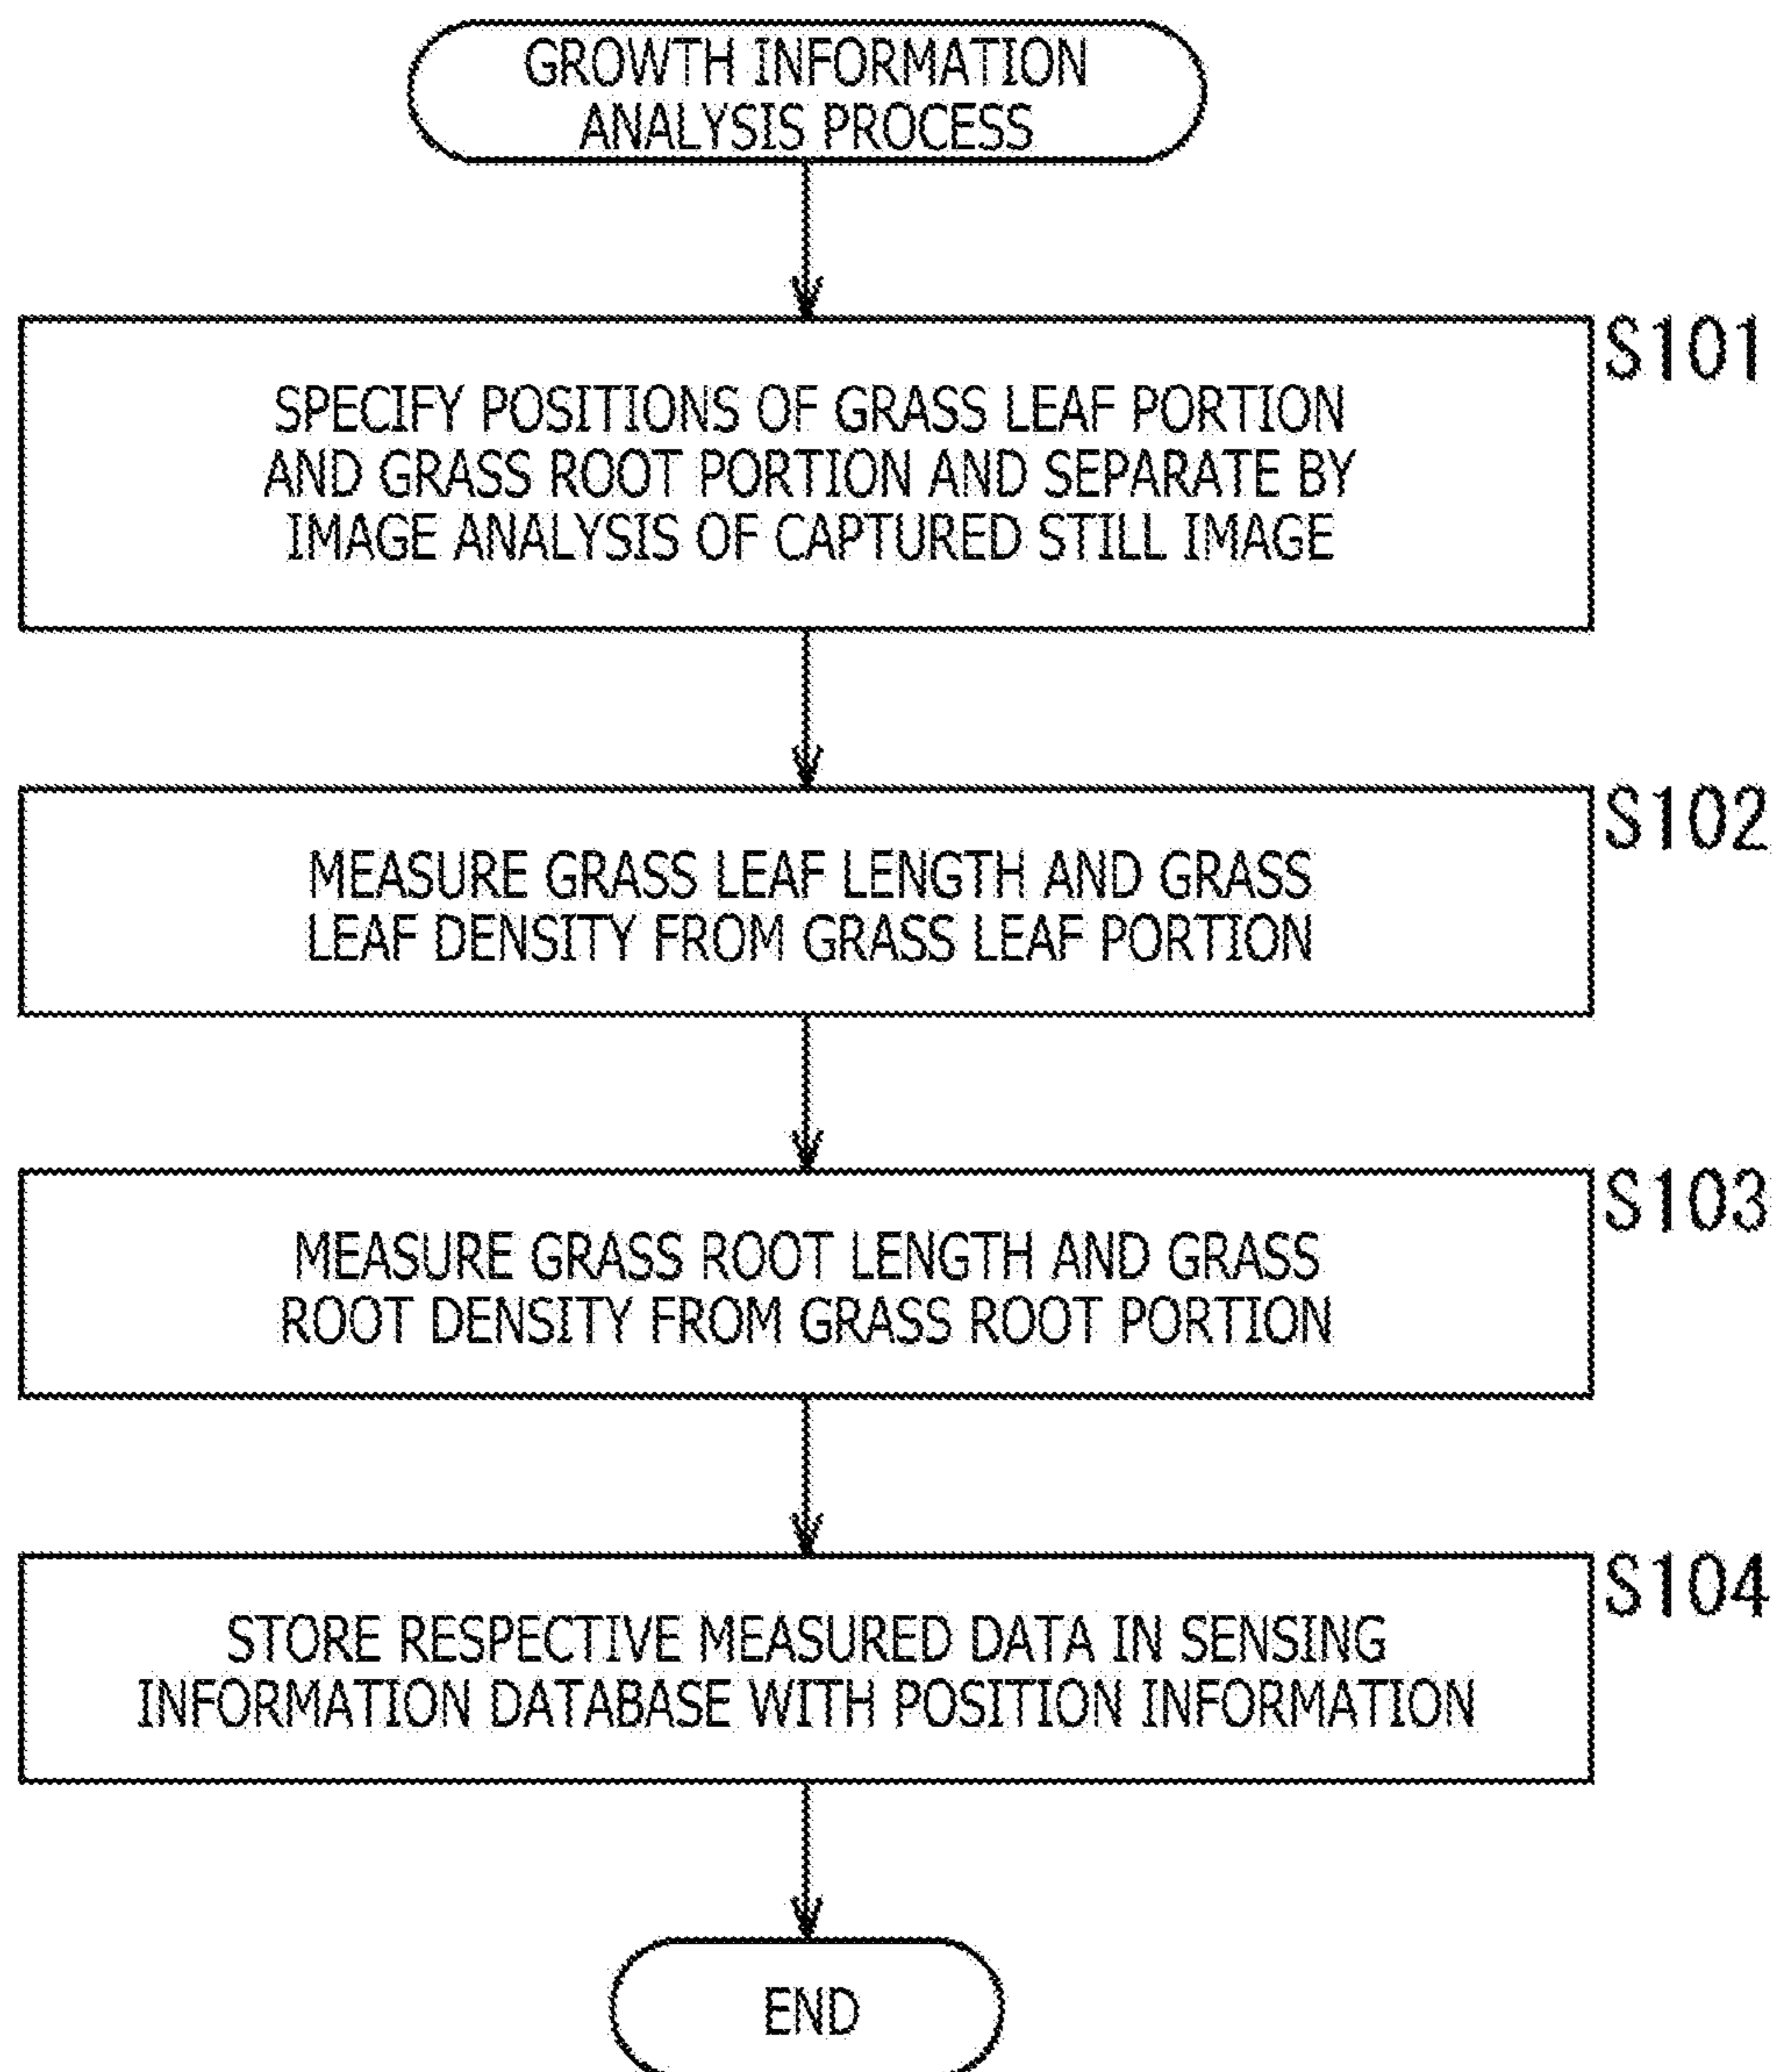 GROWTH INFORMATION
ANALYSIS PROCESS
S101
SPECIFY POSITIONS OF GRASS LEAF PORTION
AND GRASS ROOT PORTION AND SEPARATE BY
IMAGE ANALYSIS OF CAPTURED STILL IMAGE
S102
MEASURE GRASS LEAF LENGTH AND GRASS
LEAF DENSITY FROM GRASS LEAF PORTION
S103
MEASURE GRASS ROOT LENGTH AND GRASS
ROOT DENSITY FROM GRASS ROOT PORTION
S104
STORE RESPECTIVE MEASURED DATA IN SENSING
INFORMATION DATABASE WITH POSITION INFORMATION
END